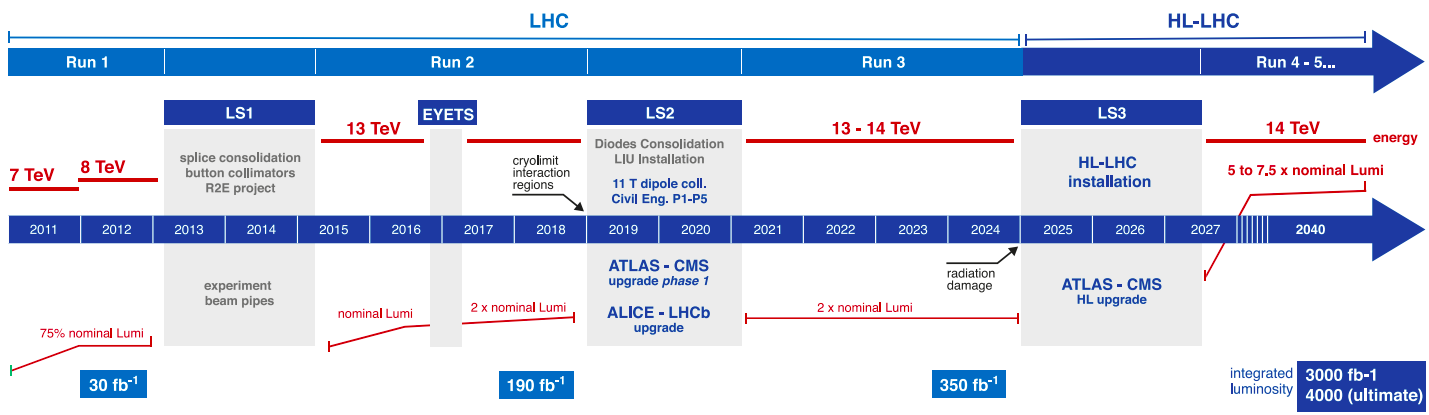 LHC
HL-LHC
Run 1
Run 2
Run 3
Run 4 - 5...
LS1
EYETS
LS2
LS3
13 TeV
13 - 14 TeV
14 TeV
energy
7 TeV
8 TeV
splice consolidation
button collimators
R2E project
cryolimit
interaction
regions
Diodes Consolidation
LIU Installation
11 T dipole coll.
Civil Eng. P1-P5
HL-LHC
installation
5 to 7.5 x nominal Lumi
2011
2012
2013
2014
2015
2016
2017
2018
2019
2020
2021
2022
2023
2024
2025
2026
2027
2040
experiment
beam pipes
ATLAS - CMS
upgrade phase 1
ALICE - LHCb
upgrade
radiation
damage
ATLAS - CMS
HL upgrade
75% nominal Lumi
nominal Lumi
2 x nominal Lumi
2 x nominal Lumi
30 fb-1
190 fb-1
350 fb-1
integrated
luminosity
3000 fb-1
4000 (ultimate)